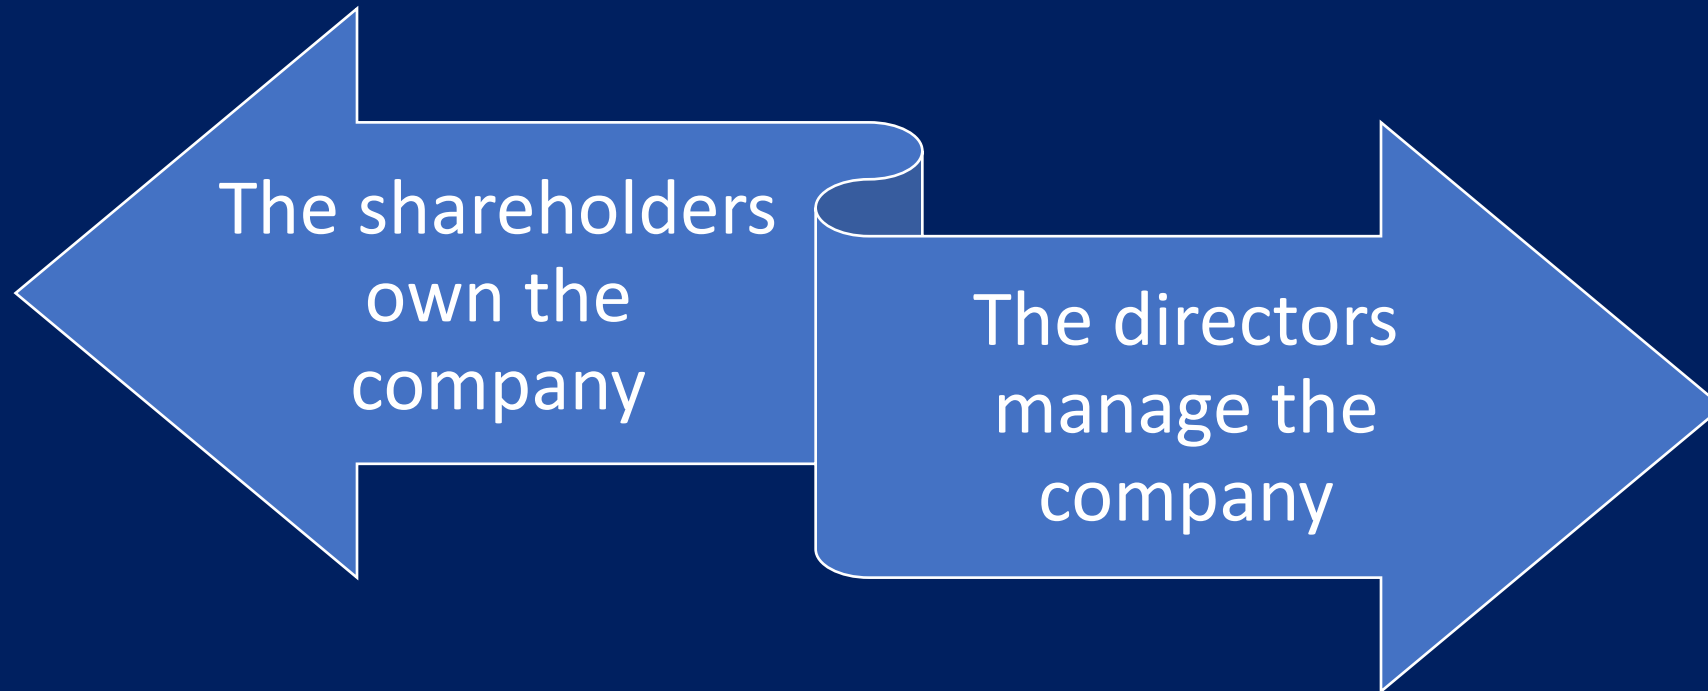 The shareholders
own the
company
The directors
manage the
company